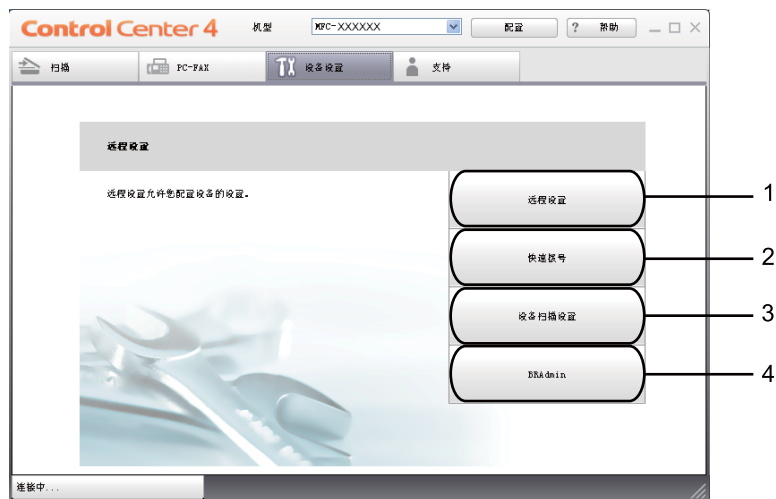 ControlCenter 4 机型 MFC-XXXXXX 配置 ? 帮助
扫描 PC-FAX 设备设置 支持
远程设置
远程设置允许您配置设备的设置。
远程设置 1
快速拨号 2
设备扫描设置 3
BRAdmin 4
连接中...